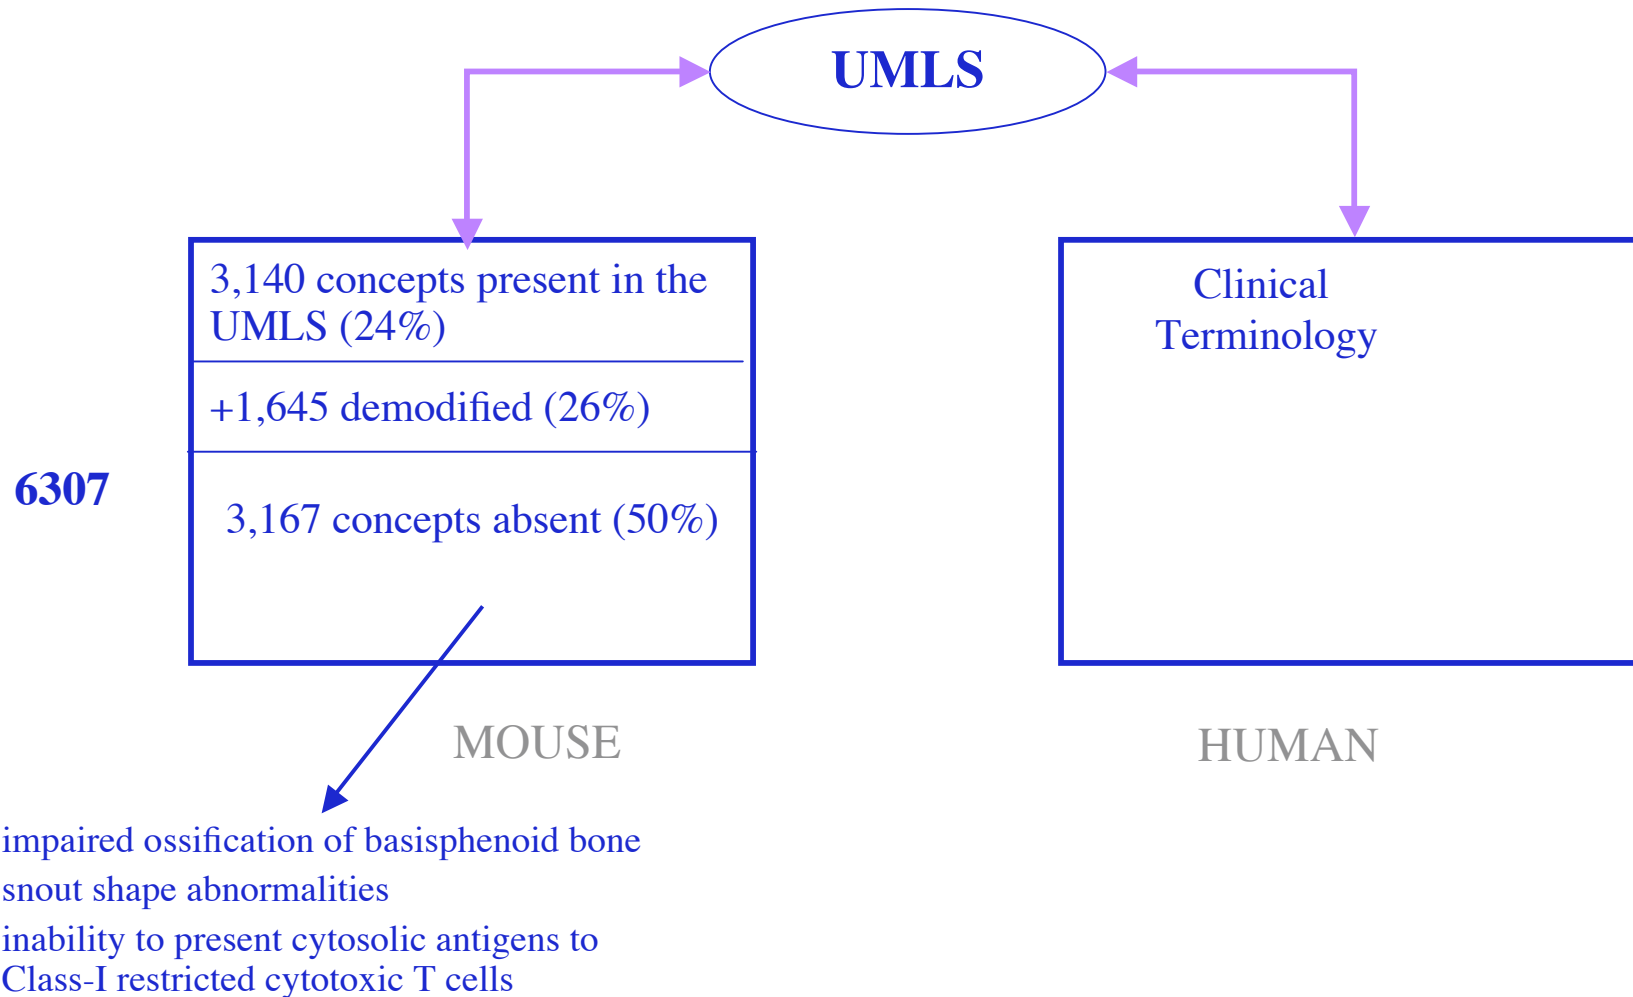 UMLS
3,140 concepts present in the
UMLS (24%)
+1,645 demodified (26%)
6307
3,167 concepts absent (50%)
Clinical
Terminology
MOUSE
HUMAN
impaired ossification of basisphenoid bone
snout shape abnormalities
inability to present cytosolic antigens to
Class-I restricted cytotoxic T cells